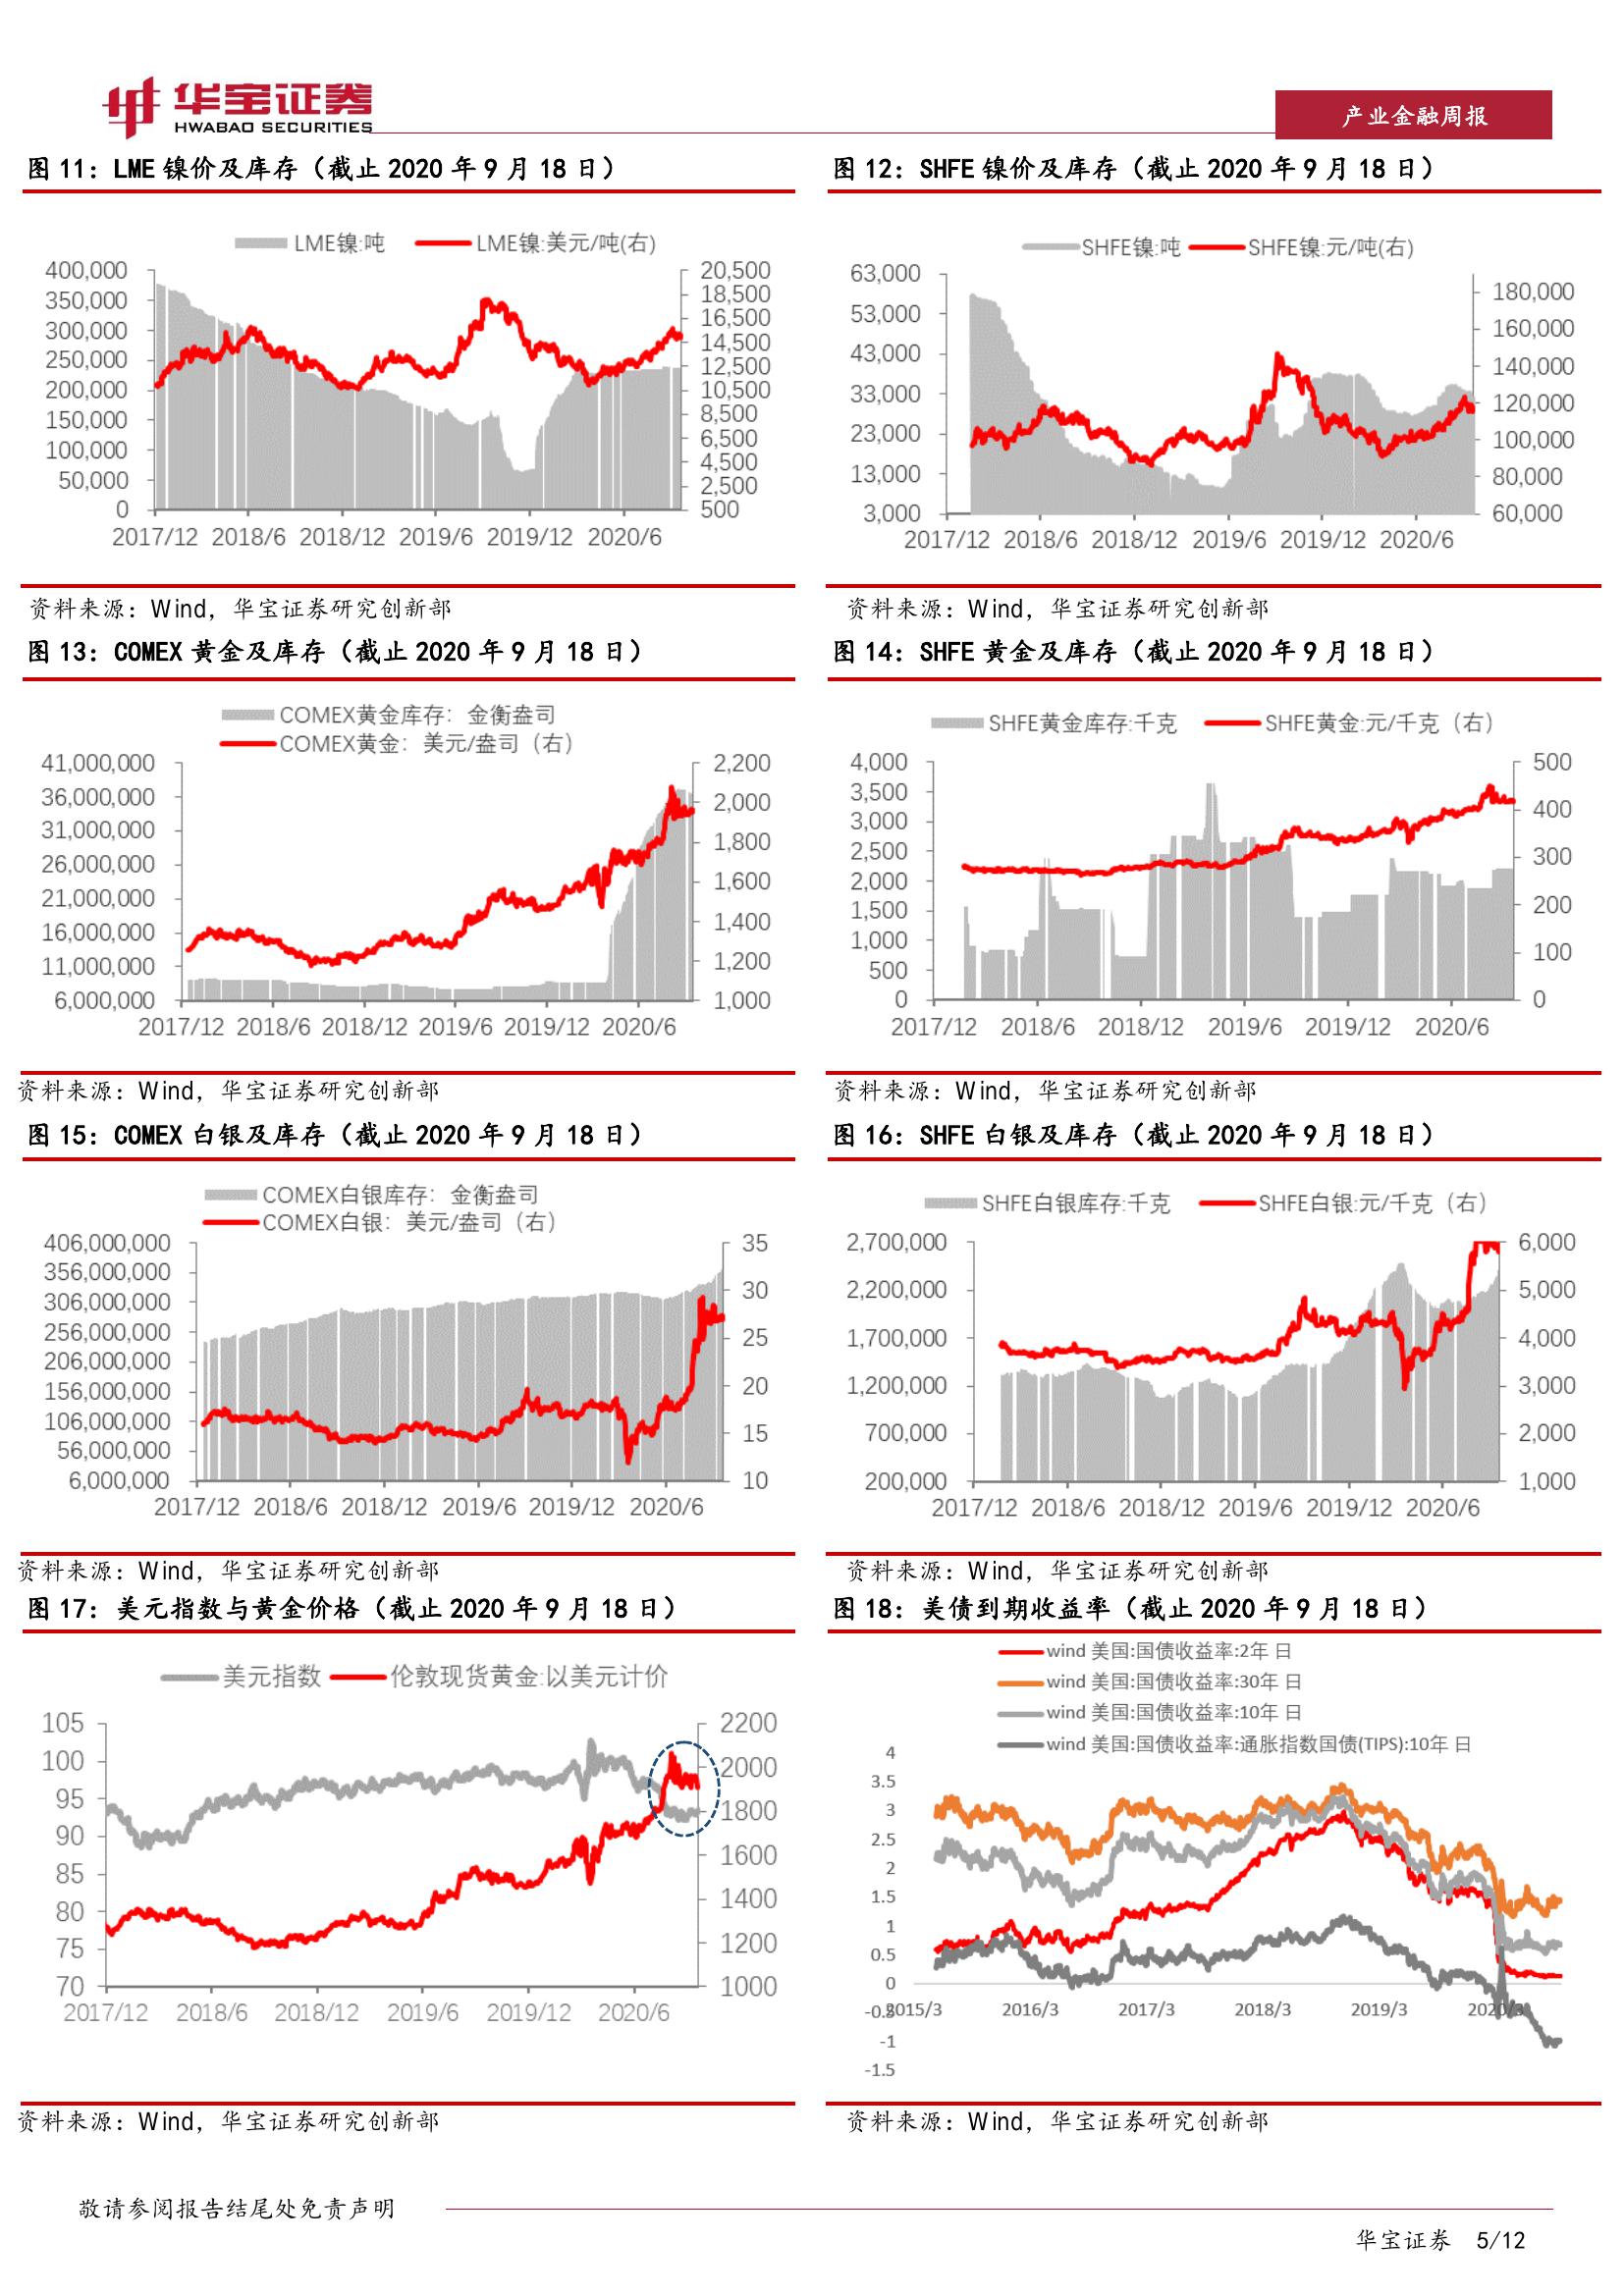 华宝证券
HWABAO SECURITIES
产业金融周报
图 11：LME 镍价及库存（截止 2020 年 9 月 18 日）
LME镍:吨 LME镍:美元/吨(右)
400,000
350,000
300,000
250,000
200,000
150,000
100,000
50,000
0
20,500
18,500
16,500
14,500
12,500
10,500
8,500
6,500
4,500
2,500
500
2017/12 2018/6 2018/12 2019/6 2019/12 2020/6
资料来源：Wind，华宝证券研究创新部
图 12：SHFE 镍价及库存（截止 2020 年 9 月 18 日）
SHFE镍:吨 SHFE镍:元/吨(右)
63,000
53,000
43,000
33,000
23,000
13,000
3,000
180,000
160,000
140,000
120,000
100,000
80,000
60,000
2017/12 2018/6 2018/12 2019/6 2019/12 2020/6
资料来源：Wind，华宝证券研究创新部
图 13：COMEX 黄金及库存（截止 2020 年 9 月 18 日）
COMEX黄金库存：金衡盎司
COMEX黄金：美元/盎司（右）
41,000,000
36,000,000
31,000,000
26,000,000
21,000,000
16,000,000
11,000,000
6,000,000
2,200
2,000
1,800
1,600
1,400
1,200
1,000
2017/12 2018/6 2018/12 2019/6 2019/12 2020/6
资料来源：Wind，华宝证券研究创新部
图 14：SHFE 黄金及库存（截止 2020 年 9 月 18 日）
SHFE黄金库存:千克 SHFE黄金:元/千克（右）
4,000
3,500
3,000
2,500
2,000
1,500
1,000
500
0
500
400
300
200
100
0
2017/12 2018/6 2018/12 2019/6 2019/12 2020/6
资料来源：Wind，华宝证券研究创新部
图 15：COMEX 白银及库存（截止 2020 年 9 月 18 日）
COMEX白银库存：金衡盎司
COMEX白银：美元/盎司（右）
406,000,000
356,000,000
306,000,000
256,000,000
206,000,000
156,000,000
106,000,000
56,000,000
6,000,000
35
30
25
20
15
10
2017/12 2018/6 2018/12 2019/6 2019/12 2020/6
资料来源：Wind，华宝证券研究创新部
图 16：SHFE 白银及库存（截止 2020 年 9 月 18 日）
SHFE白银库存:千克 SHFE白银:元/千克（右）
2,700,000
2,200,000
1,700,000
1,200,000
700,000
200,000
6,000
5,000
4,000
3,000
2,000
1,000
2017/12 2018/6 2018/12 2019/6 2019/12 2020/6
资料来源：Wind，华宝证券研究创新部
图 17：美元指数与黄金价格（截止 2020 年 9 月 18 日）
美元指数 伦敦现货黄金:以美元计价
105
100
95
90
85
80
75
70
2200
2000
1800
1600
1400
1200
1000
2017/12 2018/6 2018/12 2019/6 2019/12 2020/6
资料来源：Wind，华宝证券研究创新部
图 18：美债到期收益率（截止 2020 年 9 月 18 日）
wind 美国:国债收益率:2年 日
wind 美国:国债收益率:30年 日
wind 美国:国债收益率:10年 日
wind 美国:国债收益率:通胀指数国债(TIPS):10年 日
4
3.5
3
2.5
2
1.5
1
0.5
0
-0.5
-1
-1.5
2015/3 2016/3 2017/3 2018/3 2019/3 2020/3
资料来源：Wind，华宝证券研究创新部
敬请参阅报告结尾处免责声明
华宝证券 5/12